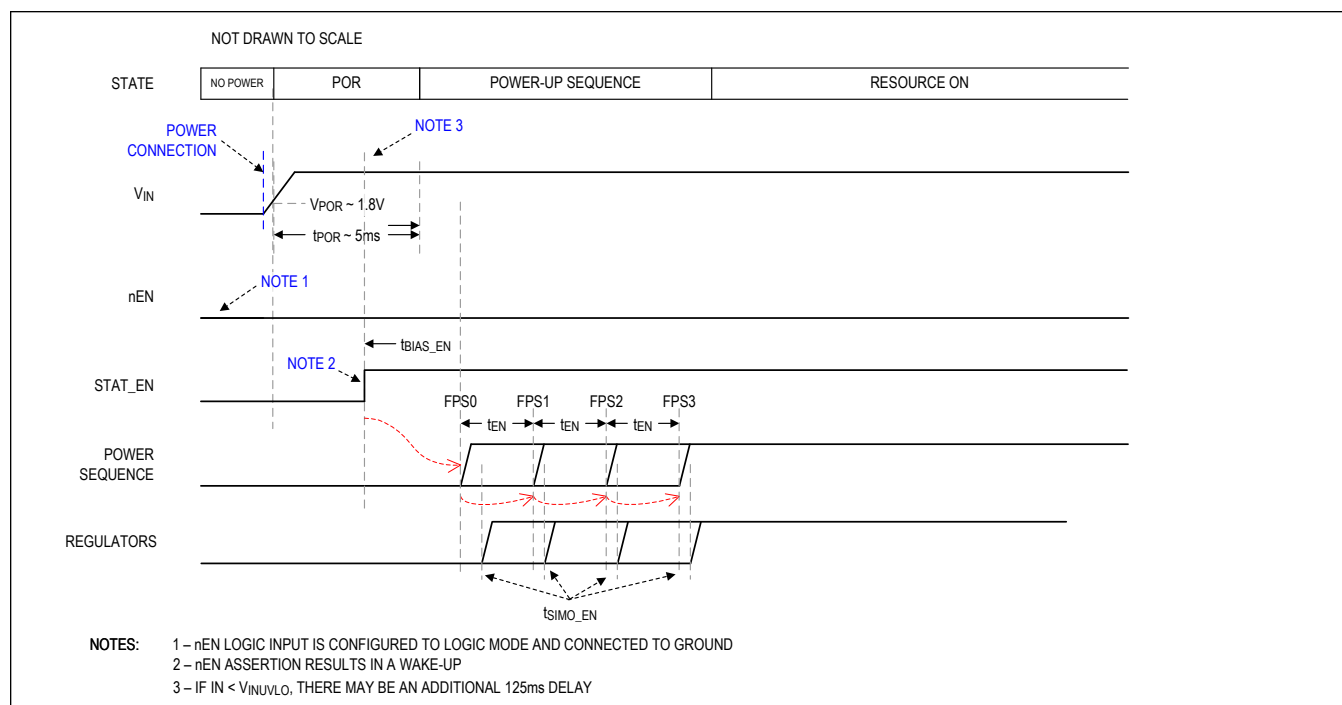 NOT DRAWN TO SCALE
STATE NO POWER POR POWER-UP SEQUENCE RESOURCE ON
POWER
CONNECTION
NOTE 3
VIN
VPOR ~ 1.8V
tPOR ~ 5ms
NOTE 1
nEN
tBIAS_EN
NOTE 2
STAT_EN
FPS0 FPS1 FPS2 FPS3
tEN tEN tEN
POWER
SEQUENCE
REGULATORS
tSIMO_EN
NOTES: 1 – nEN LOGIC INPUT IS CONFIGURED TO LOGIC MODE AND CONNECTED TO GROUND
2 – nEN ASSERTION RESULTS IN A WAKE-UP
3 – IF IN < VINUVLO, THERE MAY BE AN ADDITIONAL 125ms DELAY